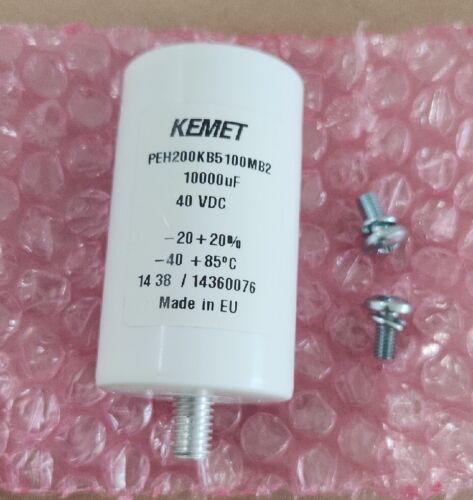 KEMET
PEH200KB5100MB2
10000uF
40 VDC
-20+20%
-40 +85°C
14 38 / 14360076
Made in EU